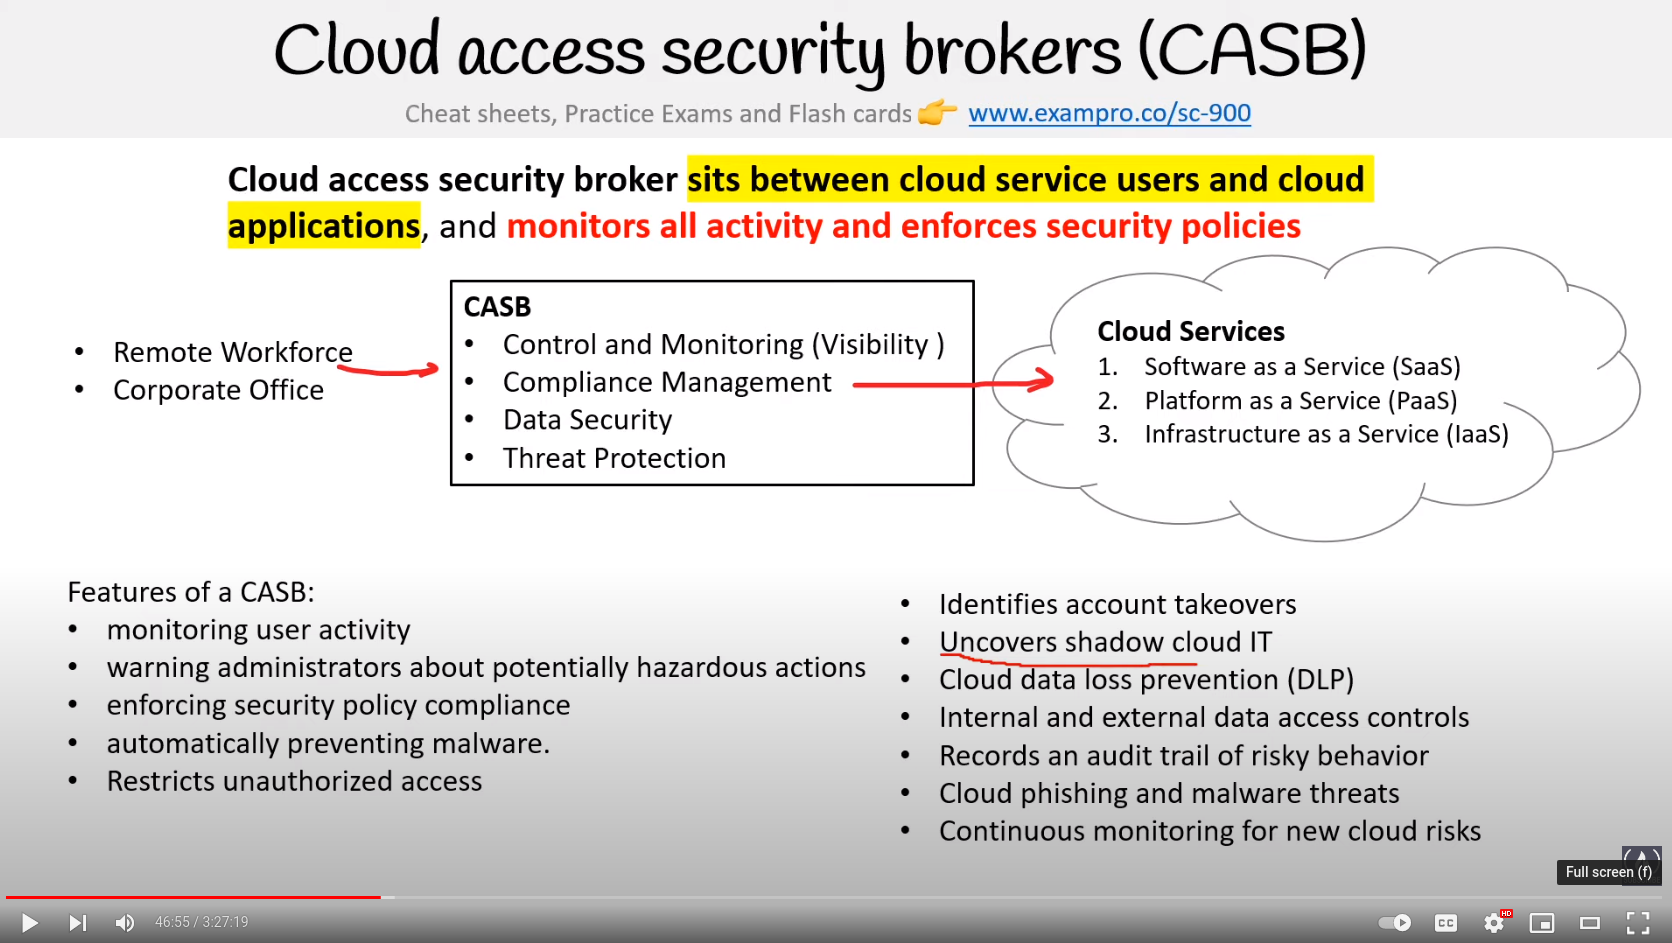 Cloud access security brokers (CASB)
Cheat sheets, Practice Exams and Flash cards 👉 www.exampro.co/sc-900
Cloud access security broker sits between cloud service users and cloud
applications, and monitors all activity and enforces security policies
• Remote Workforce
• Corporate Office
CASB
• Control and Monitoring (Visibility )
• Compliance Management
• Data Security
• Threat Protection
Cloud Services
1. Software as a Service (SaaS)
2. Platform as a Service (PaaS)
3. Infrastructure as a Service (IaaS)
Features of a CASB:
• monitoring user activity
• warning administrators about potentially hazardous actions
• enforcing security policy compliance
• automatically preventing malware.
• Restricts unauthorized access
• Identifies account takeovers
• Uncovers shadow cloud IT
• Cloud data loss prevention (DLP)
• Internal and external data access controls
• Records an audit trail of risky behavior
• Cloud phishing and malware threats
• Continuous monitoring for new cloud risks
Full screen (f)
46:55 / 3:27:19
CC
HD